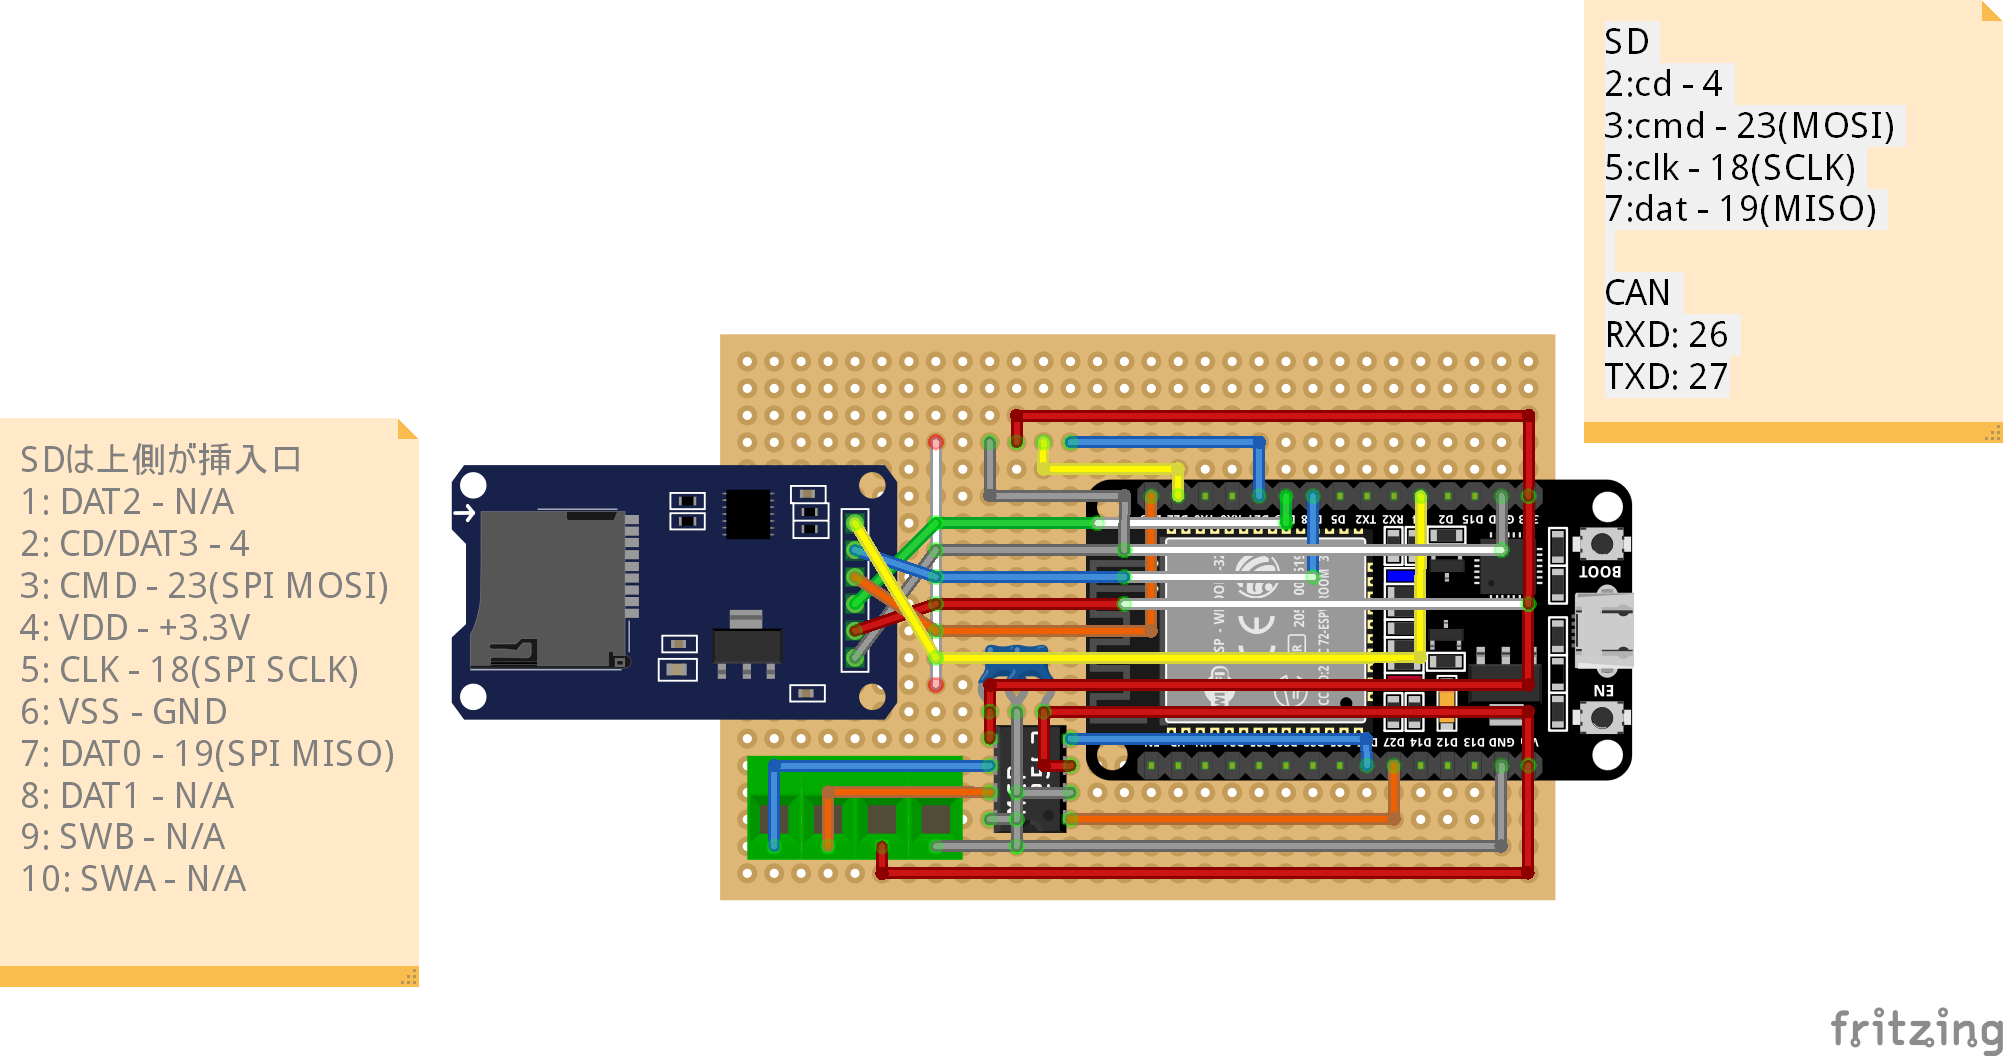 SD
2:cd - 4
3:cmd - 23(MOSI)
5:clk - 18(SCLK)
7:dat - 19(MISO)
CAN
RXD: 26
TXD: 27
SDは上側が挿入口
1: DAT2 - N/A
2: CD/DAT3 - 4
3: CMD - 23(SPI MOSI)
4: VDD - +3.3V
5: CLK - 18(SPI SCLK)
6: VSS - GND
7: DAT0 - 19(SPI MISO)
8: DAT1 - N/A
9: SWB - N/A
10: SWA - N/A
D5 TX2 RX2 D2 D15 GND
BOOT
EN
D27 D14 D12 D13 GND
fritzing